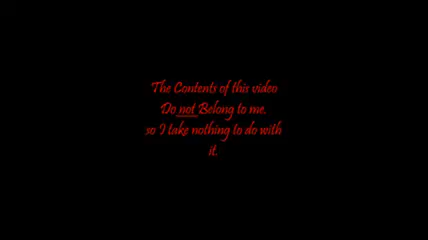 The Contents of this video
Do not Belong to me.
so I take nothing to do with
it.